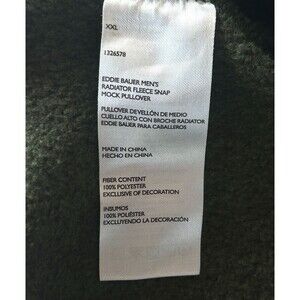 XXL
1326578
EDDIE BAUER MEN'S
RADIATOR FLEECE SNAP
MOCK PULLOVER
PULLOVER DE VELLÓN DE MEDIO
CUELLO ALTO CON BROCHE RADIATOR
EDDIE BAUER PARA CABALLEROS
MADE IN CHINA
HECHO EN CHINA
FIBER CONTENT
100% POLYESTER
EXCLUSIVE OF DECORATION
INSUMOS
100% POLIÉSTER
EXCLUYENDO LA DECORACIÓN